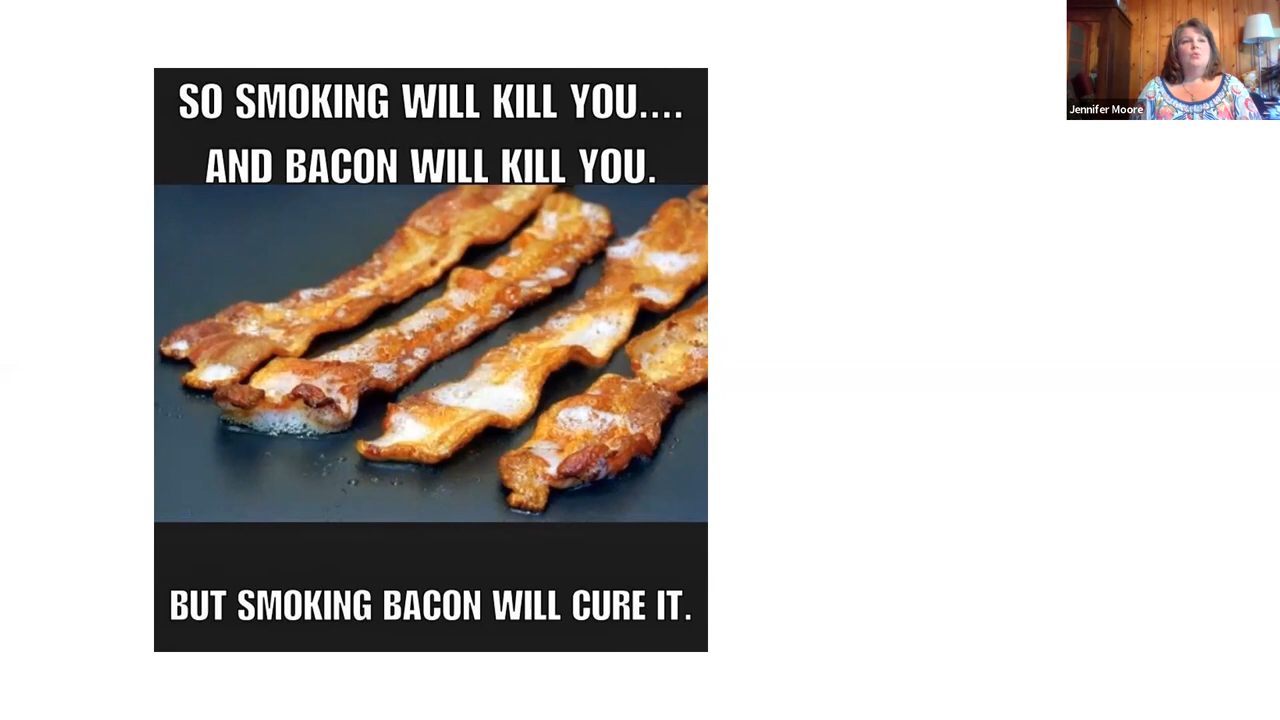 SO SMOKING WILL KILL YOU....
AND BACON WILL KILL YOU.
BUT SMOKING BACON WILL CURE IT.
Jennifer Moore